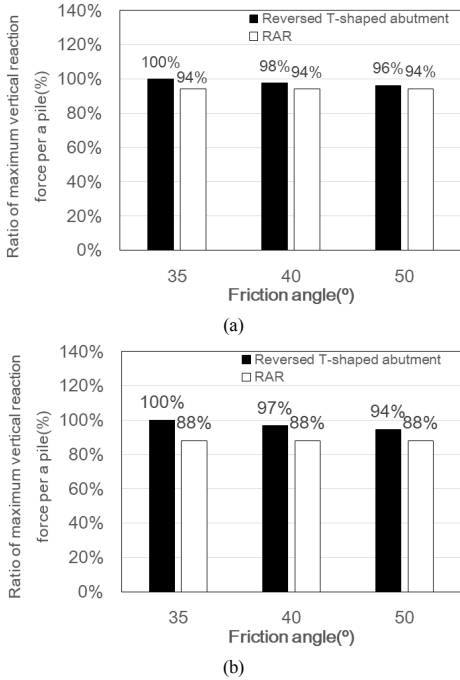 140%
120%
100%
80%
60%
40%
20%
0%
Ratio of maximum vertical reaction
force per a pile(%)
Reversed T-shaped abutment
RAR
100%
94%
98%
94%
96%
94%
35
40
50
Friction angle(º)
(a)
140%
120%
100%
80%
60%
40%
20%
0%
Ratio of maximum vertical reaction
force per a pile(%)
Reversed T-shaped abutment
RAR
100%
88%
97%
88%
94%
88%
35
40
50
Friction angle(º)
(b)